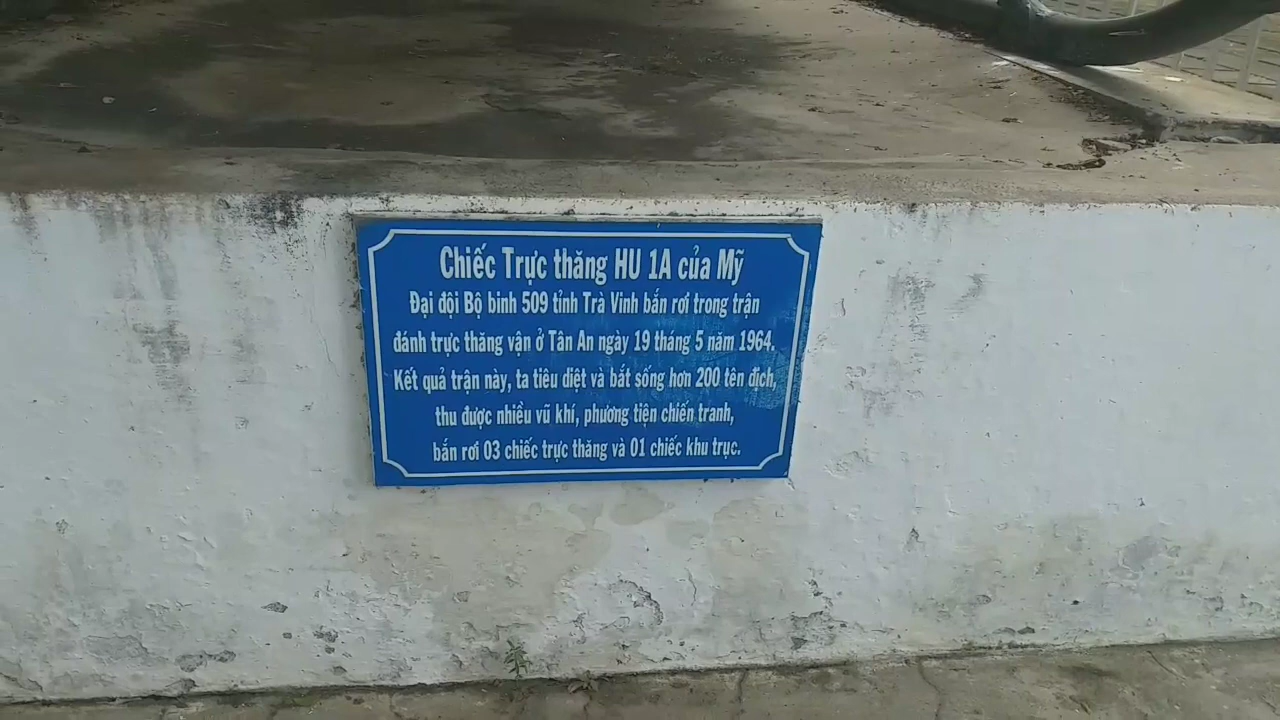 Chiếc Trực thăng HU 1A của Mỹ
Đại đội Bộ binh 509 tỉnh Trà Vinh bắn rơi trong trận
đánh trực thăng vận ở Tân An ngày 19 tháng 5 năm 1964.
Kết quả trận này, ta tiêu diệt và bắt sống hơn 200 tên địch,
thu được nhiều vũ khí, phương tiện chiến tranh,
bắn rơi 03 chiếc trực thăng và 01 chiếc khu trục.